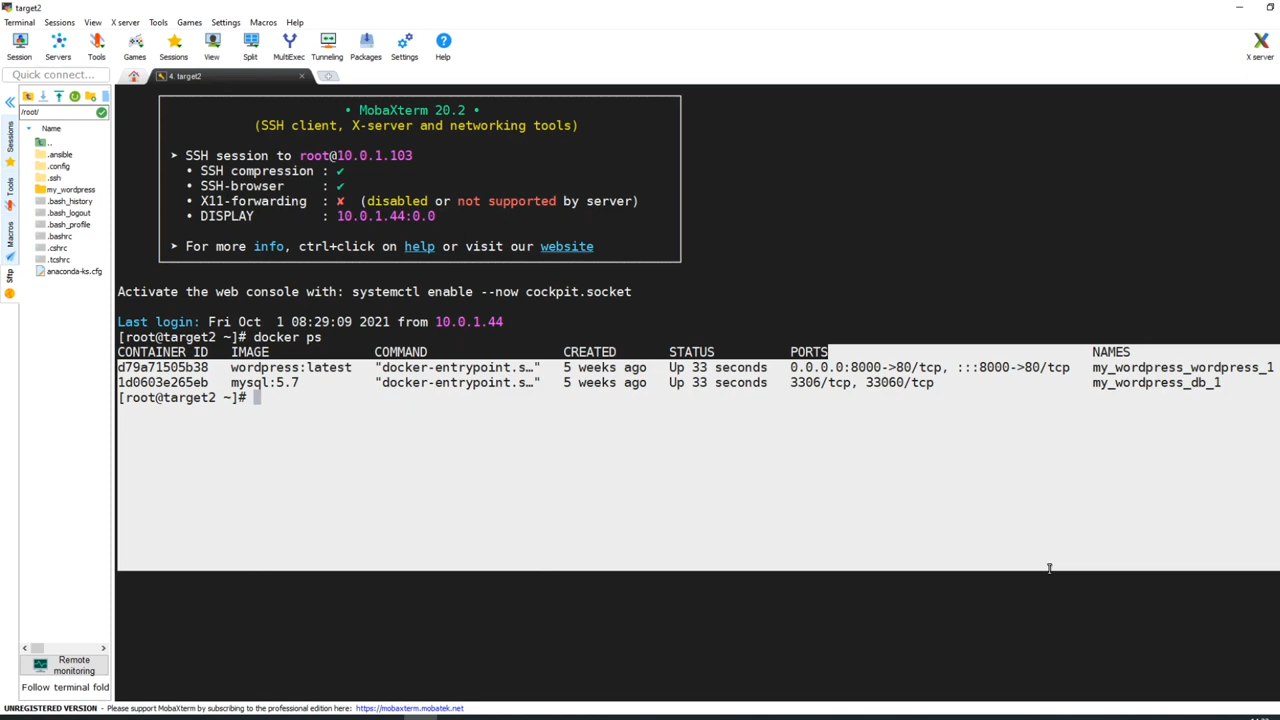 target2
Terminal Sessions View X server Tools Games Settings Macros Help
Session Servers Tools Games Sessions View Split MultiExec Tunneling Packages Settings Help X server
Quick connect...
4. target2
/root/
Name
..
.ansible
.config
.ssh
my_wordpress
.bash_history
.bash_logout
.bash_profile
.bashrc
.cshrc
.tcshrc
anaconda-ks.cfg
Sessions
Tools
Macros
Sftp
• MobaXterm 20.2 •
(SSH client, X-server and networking tools)
➤ SSH session to root@10.0.1.103
• SSH compression : ✔
• SSH-browser : ✔
• X11-forwarding : ✘ (disabled or not supported by server)
• DISPLAY : 10.0.1.44:0.0
➤ For more info, ctrl+click on help or visit our website
Activate the web console with: systemctl enable --now cockpit.socket
Last login: Fri Oct 1 08:29:09 2021 from 10.0.1.44
[root@target2 ~]# docker ps
CONTAINER ID IMAGE COMMAND CREATED STATUS PORTS NAMES
d79a71505b38 wordpress:latest "docker-entrypoint.s…" 5 weeks ago Up 33 seconds 0.0.0.0:8000->80/tcp, :::8000->80/tcp my_wordpress_wordpress_1
1d0603e265eb mysql:5.7 "docker-entrypoint.s…" 5 weeks ago Up 33 seconds 3306/tcp, 33060/tcp my_wordpress_db_1
[root@target2 ~]#
Remote
monitoring
Follow terminal fold
UNREGISTERED VERSION - Please support MobaXterm by subscribing to the professional edition here: https://mobaxterm.mobatek.net